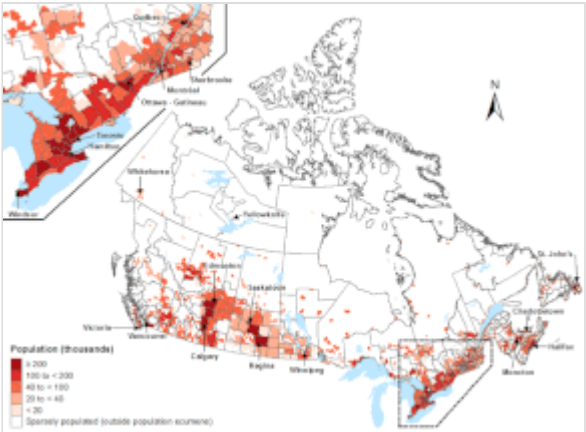 Québec
Sherbrooke
Montréal
Ottawa - Gatineau
Toronto
Hamilton
Windsor
N
Whitehorse
Yellowknife
St. John's
Edmonton
Saskatoon
Charlottetown
Victoria
Vancouver
Halifax
Calgary
Regina
Winnipeg
Moncton
Population (thousands)
≥ 200
100 to < 200
40 to < 100
20 to < 40
< 20
Sparsely populated (outside population ecumene)